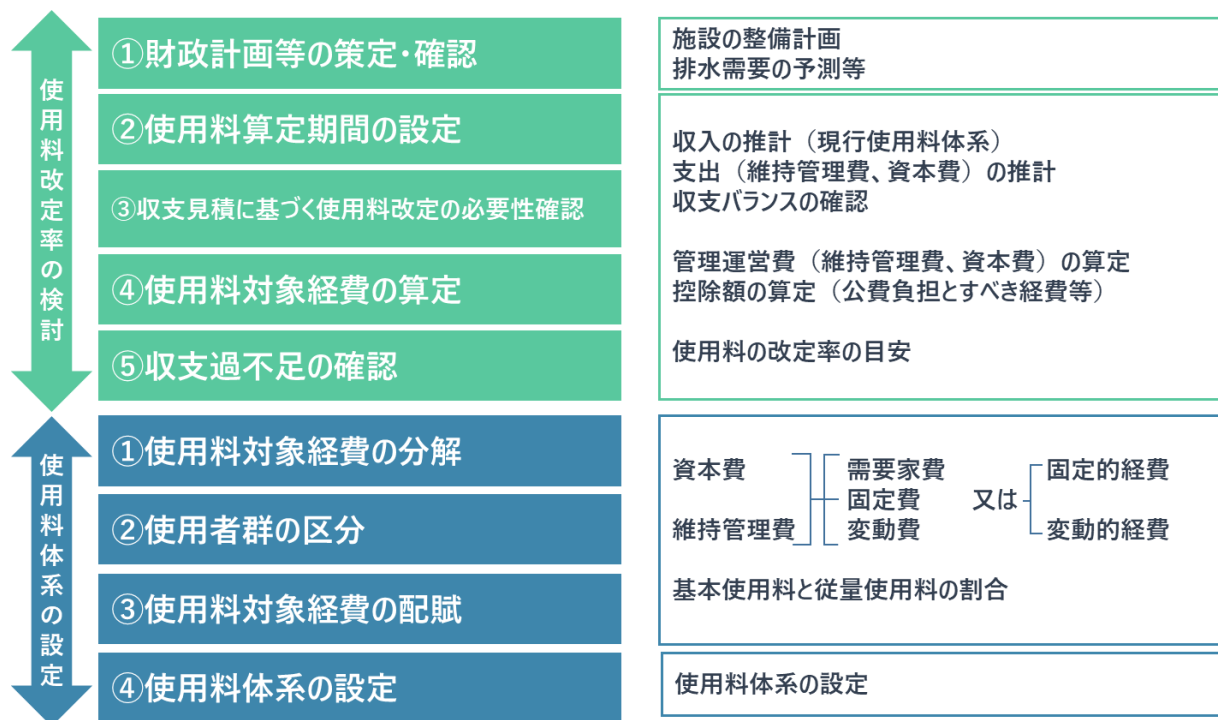 使用料改定率の検討
①財政計画等の策定・確認
②使用料算定期間の設定
③収支見積に基づく使用料改定の必要性確認
④使用料対象経費の算定
⑤収支過不足の確認
施設の整備計画
排水需要の予測等
収入の推計（現行使用料体系）
支出（維持管理費、資本費）の推計
収支バランスの確認
管理運営費（維持管理費、資本費）の算定
控除額の算定（公費負担とすべき経費等）
使用料の改定率の目安
使用料体系の設定
①使用料対象経費の分解
②使用者群の区分
③使用料対象経費の配賦
④使用料体系の設定
資本費 需要家費 固定的経費
固定費 又は
維持管理費 変動費 変動的経費
基本使用料と従量使用料の割合
使用料体系の設定